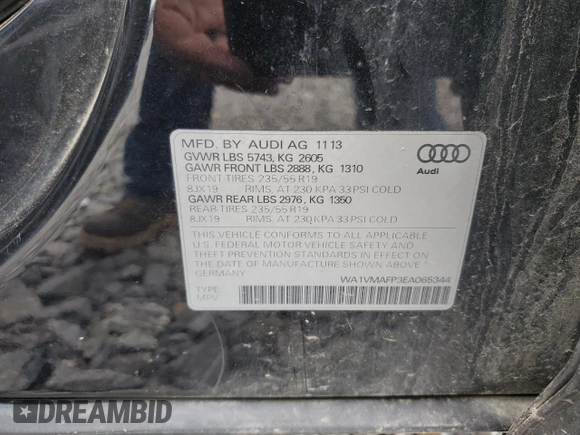 MFD. BY AUDI AG 11 13
GVWR LBS 5743, KG 2605
GAWR FRONT LBS 2888, KG 1310
FRONT TIRES 235/55 R19
8JX19 RIMS, AT 230 KPA 33 PSI COLD
GAWR REAR LBS 2976, KG 1350
REAR TIRES 235/55 R19
8JX19 RIMS, AT 230 KPA 33 PSI COLD
THIS VEHICLE CONFORMS TO ALL APPLICABLE
U.S. FEDERAL MOTOR VEHICLE SAFETY AND
THEFT PREVENTION STANDARDS IN EFFECT ON
THE DATE OF MANUFACTURE SHOWN ABOVE.
GERMANY
WA1VMAFP3EA065344
TYPE:
MPV
Audi
DREAMBID